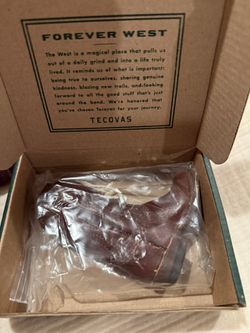 FOREVER WEST
The West is a magical place that pulls us
out of a daily grind and into a life truly
lived. It reminds us of what is important:
being true to ourselves, sharing genuine
kindness, blazing new trails, and looking
forward to all the good stuff that's just
around the bend. We're honored that
you've chosen Tecovas for your journey.
TECOVAS